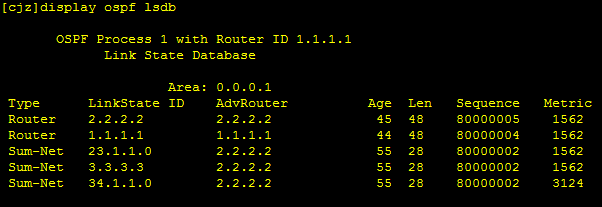 [cjz]display ospf lsdb
OSPF Process 1 with Router ID 1.1.1.1
Link State Database
Area: 0.0.0.1
Type LinkState ID AdvRouter Age Len Sequence Metric
Router 2.2.2.2 2.2.2.2 45 48 80000005 1562
Router 1.1.1.1 1.1.1.1 44 48 80000004 1562
Sum-Net 23.1.1.0 2.2.2.2 55 28 80000002 1562
Sum-Net 3.3.3.3 2.2.2.2 55 28 80000002 1562
Sum-Net 34.1.1.0 2.2.2.2 55 28 80000002 3124